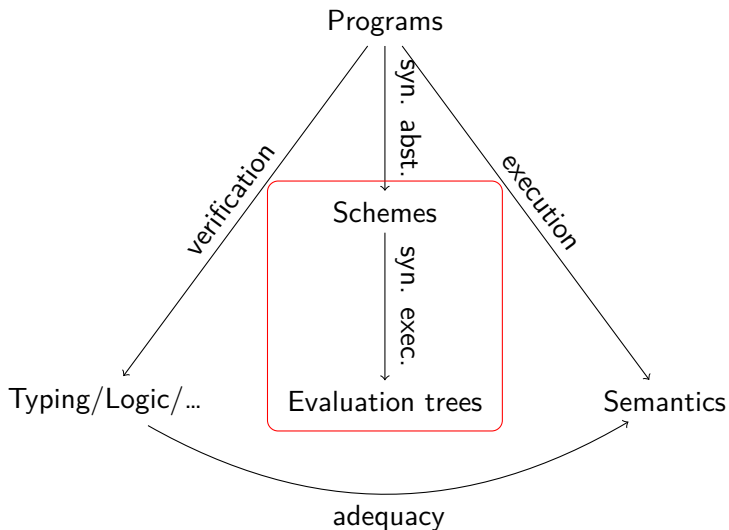 Programs
syn. abst.
verification
execution
Schemes
syn. exec.
Typing/Logic/…
Evaluation trees
Semantics
adequacy